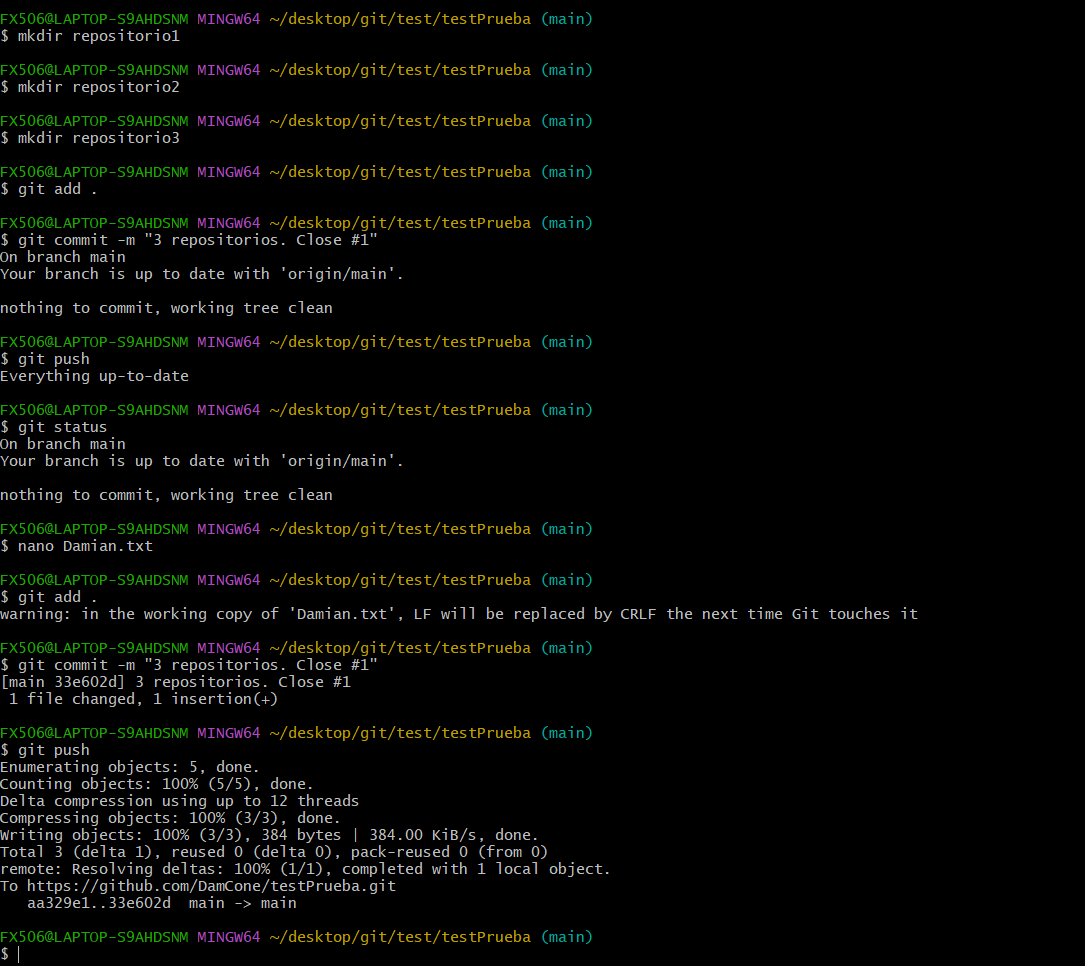 FX506@LAPTOP-S9AHDSNM MINGW64 ~/desktop/git/test/testPrueba (main)
$ mkdir repositorio1
FX506@LAPTOP-S9AHDSNM MINGW64 ~/desktop/git/test/testPrueba (main)
$ mkdir repositorio2
FX506@LAPTOP-S9AHDSNM MINGW64 ~/desktop/git/test/testPrueba (main)
$ mkdir repositorio3
FX506@LAPTOP-S9AHDSNM MINGW64 ~/desktop/git/test/testPrueba (main)
$ git add .
FX506@LAPTOP-S9AHDSNM MINGW64 ~/desktop/git/test/testPrueba (main)
$ git commit -m "3 repositorios. Close #1"
On branch main
Your branch is up to date with 'origin/main'.
nothing to commit, working tree clean
FX506@LAPTOP-S9AHDSNM MINGW64 ~/desktop/git/test/testPrueba (main)
$ git push
Everything up-to-date
FX506@LAPTOP-S9AHDSNM MINGW64 ~/desktop/git/test/testPrueba (main)
$ git status
On branch main
Your branch is up to date with 'origin/main'.
nothing to commit, working tree clean
FX506@LAPTOP-S9AHDSNM MINGW64 ~/desktop/git/test/testPrueba (main)
$ nano Damian.txt
FX506@LAPTOP-S9AHDSNM MINGW64 ~/desktop/git/test/testPrueba (main)
$ git add .
warning: in the working copy of 'Damian.txt', LF will be replaced by CRLF the next time Git touches it
FX506@LAPTOP-S9AHDSNM MINGW64 ~/desktop/git/test/testPrueba (main)
$ git commit -m "3 repositorios. Close #1"
[main 33e602d] 3 repositorios. Close #1
 1 file changed, 1 insertion(+)
FX506@LAPTOP-S9AHDSNM MINGW64 ~/desktop/git/test/testPrueba (main)
$ git push
Enumerating objects: 5, done.
Counting objects: 100% (5/5), done.
Delta compression using up to 12 threads
Compressing objects: 100% (3/3), done.
Writing objects: 100% (3/3), 384 bytes | 384.00 KiB/s, done.
Total 3 (delta 1), reused 0 (delta 0), pack-reused 0 (from 0)
remote: Resolving deltas: 100% (1/1), completed with 1 local object.
To https://github.com/DamCone/testPrueba.git
   aa329e1..33e602d  main -> main
FX506@LAPTOP-S9AHDSNM MINGW64 ~/desktop/git/test/testPrueba (main)
$